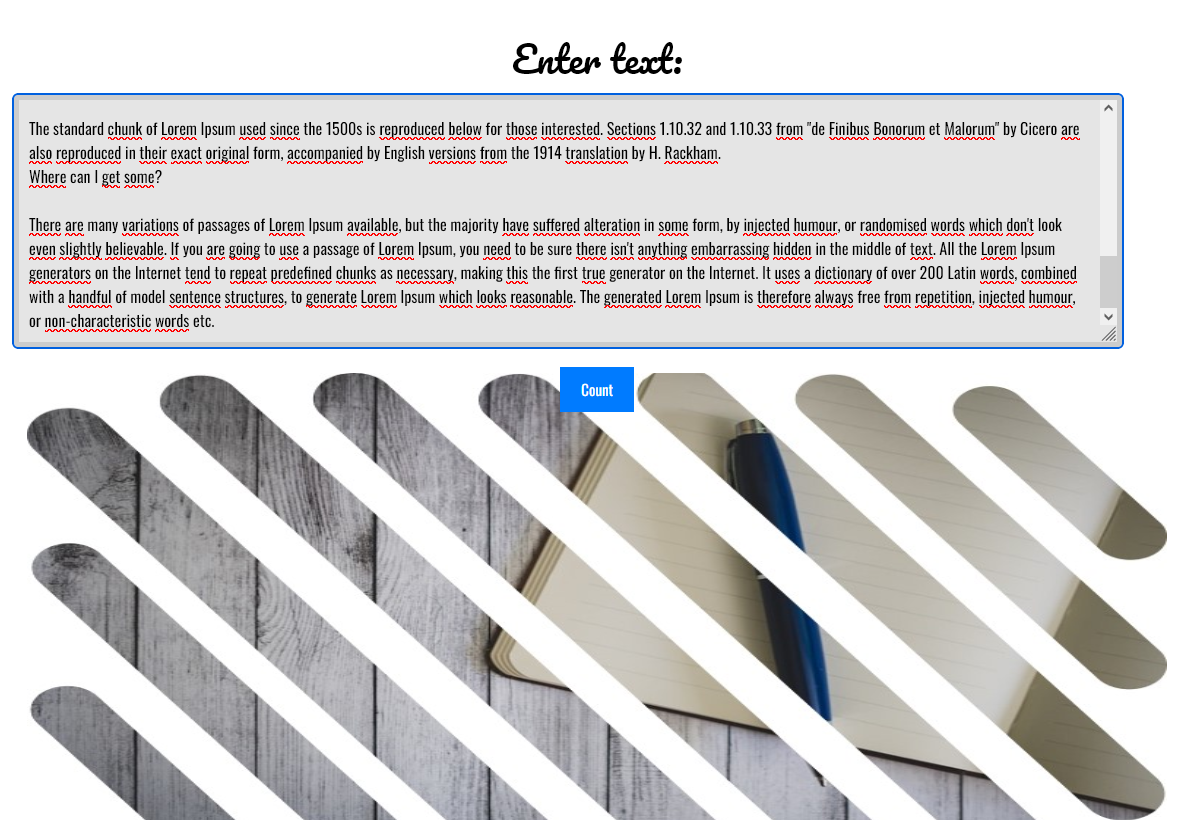 Enter text:
The standard chunk of Lorem Ipsum used since the 1500s is reproduced below for those interested. Sections 1.10.32 and 1.10.33 from "de Finibus Bonorum et Malorum" by Cicero are
also reproduced in their exact original form, accompanied by English versions from the 1914 translation by H. Rackham.
Where can I get some?
There are many variations of passages of Lorem Ipsum available, but the majority have suffered alteration in some form, by injected humour, or randomised words which don't look
even slightly believable. If you are going to use a passage of Lorem Ipsum, you need to be sure there isn't anything embarrassing hidden in the middle of text. All the Lorem Ipsum
generators on the Internet tend to repeat predefined chunks as necessary, making this the first true generator on the Internet. It uses a dictionary of over 200 Latin words, combined
with a handful of model sentence structures, to generate Lorem Ipsum which looks reasonable. The generated Lorem Ipsum is therefore always free from repetition, injected humour,
or non-characteristic words etc.
Count